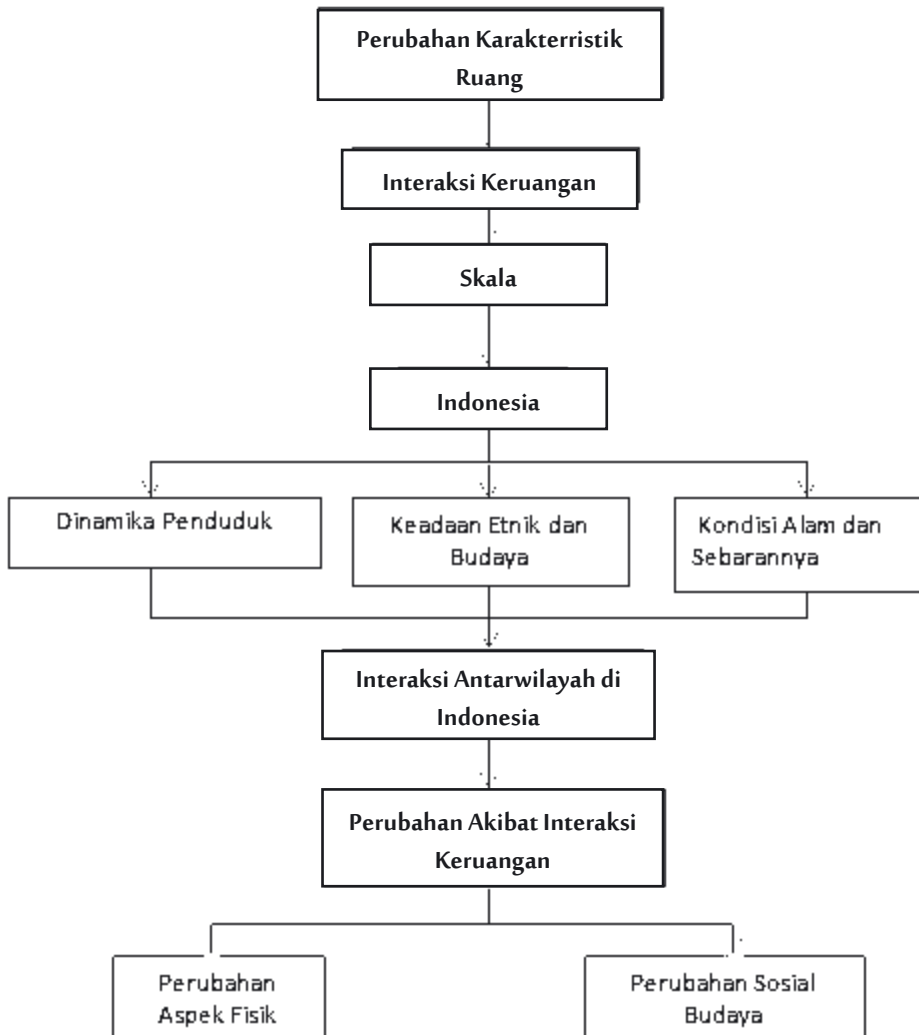 Perubahan Karakterristik
Ruang
Interaksi Keruangan
Skala
Indonesia
Dinamika Penduduk
Keadaan Etnik dan
Budaya
Kondisi Alam dan
Sebarannya
Interaksi Antarwilayah di
Indonesia
Perubahan Akibat Interaksi
Keruangan
Perubahan
Aspek Fisik
Perubahan Sosial
Budaya